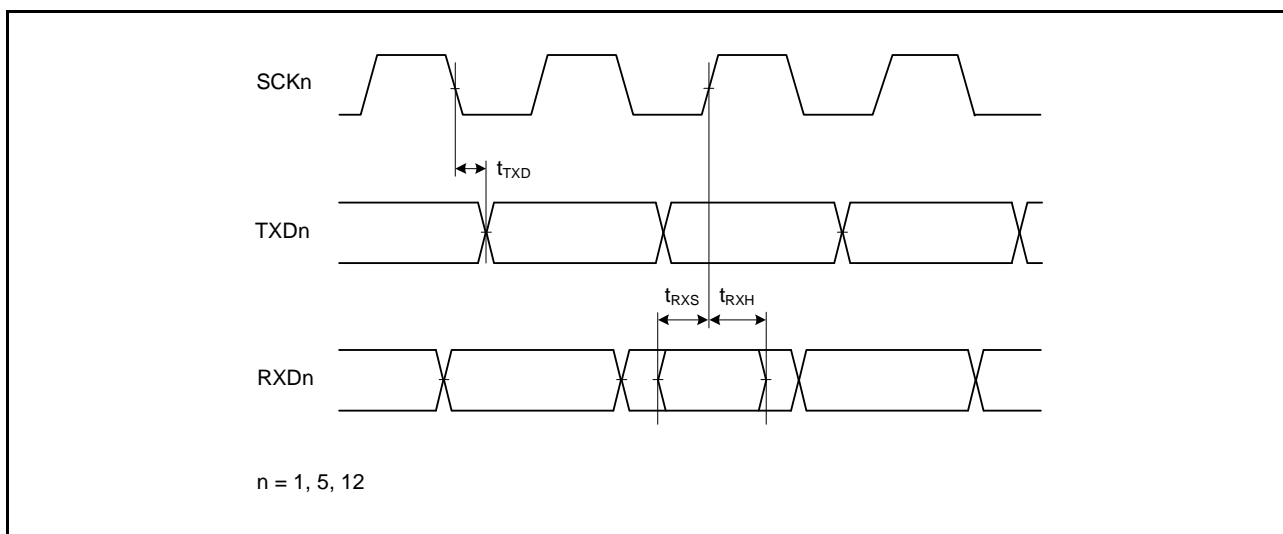 SCKn
tTXD
TXDn
tRXS tRXH
RXDn
n = 1, 5, 12